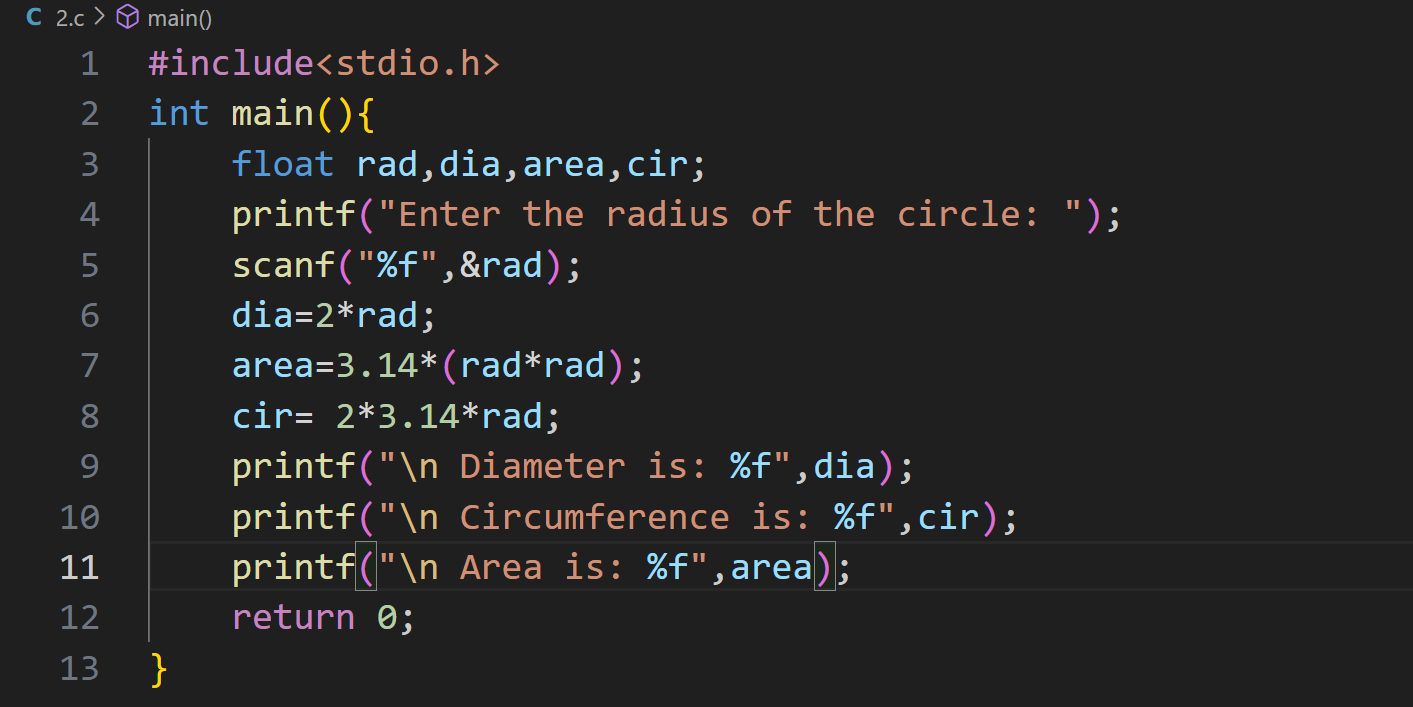 C 2.c > main()
1 #include<stdio.h>
2 int main(){
3     float rad,dia,area,cir;
4     printf("Enter the radius of the circle: ");
5     scanf("%f",&rad);
6     dia=2*rad;
7     area=3.14*(rad*rad);
8     cir= 2*3.14*rad;
9     printf("\n Diameter is: %f",dia);
10     printf("\n Circumference is: %f",cir);
11     printf("\n Area is: %f",area);
12     return 0;
13 }